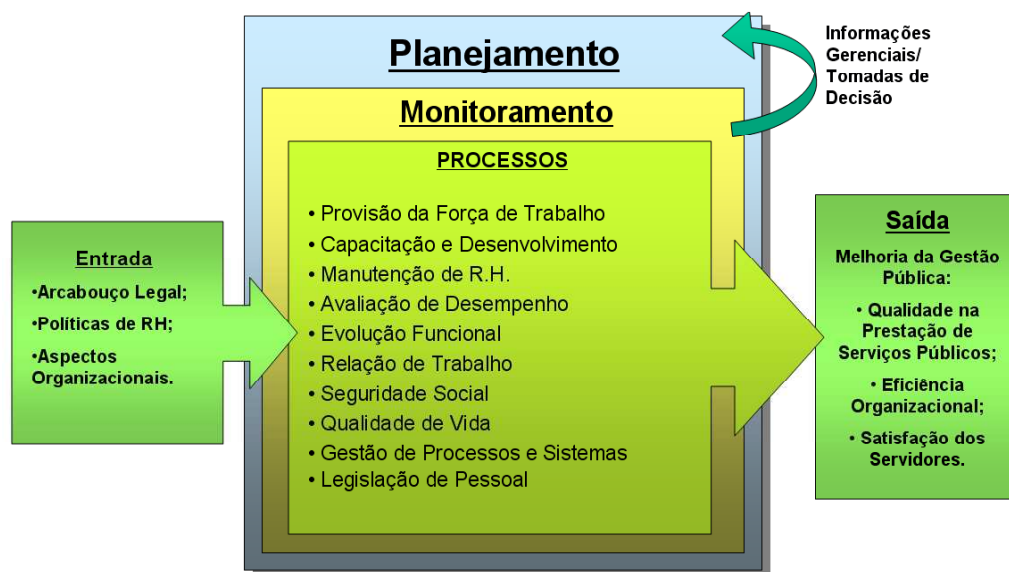 Planejamento
Informações
Gerenciais/
Tomadas de
Decisão
Monitoramento
PROCESSOS
• Provisão da Força de Trabalho
• Capacitação e Desenvolvimento
• Manutenção de R.H.
• Avaliação de Desempenho
• Evolução Funcional
• Relação de Trabalho
• Seguridade Social
• Qualidade de Vida
• Gestão de Processos e Sistemas
• Legislação de Pessoal
Entrada
•Arcabouço Legal;
•Políticas de RH;
•Aspectos
Organizacionais.
Saída
Melhoria da Gestão
Pública:
• Qualidade na
Prestação de
Serviços Públicos;
• Eficiência
Organizacional;
• Satisfação dos
Servidores.